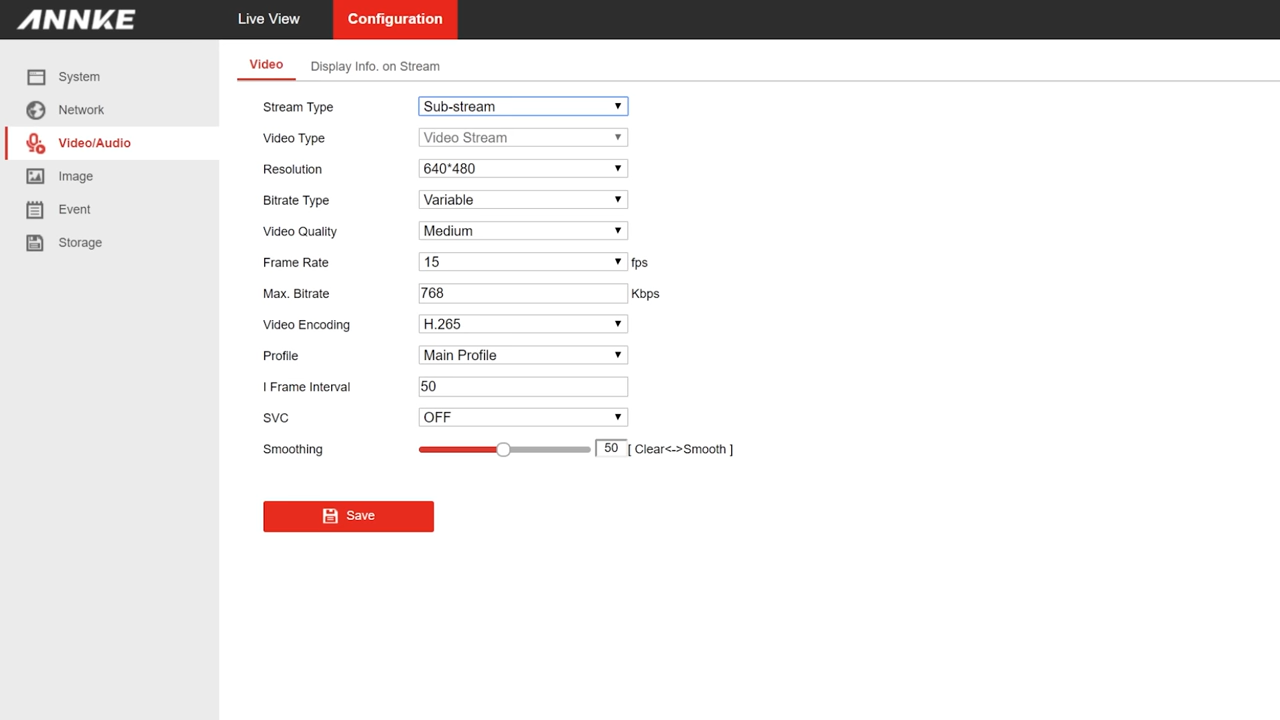 ANNKE
Live View
Configuration
System
Network
Video/Audio
Image
Event
Storage
Video
Display Info. on Stream
Stream Type Sub-stream
Video Type Video Stream
Resolution 640*480
Bitrate Type Variable
Video Quality Medium
Frame Rate 15 fps
Max. Bitrate 768 Kbps
Video Encoding H.265
Profile Main Profile
I Frame Interval 50
SVC OFF
Smoothing 50 [ Clear<->Smooth ]
Save